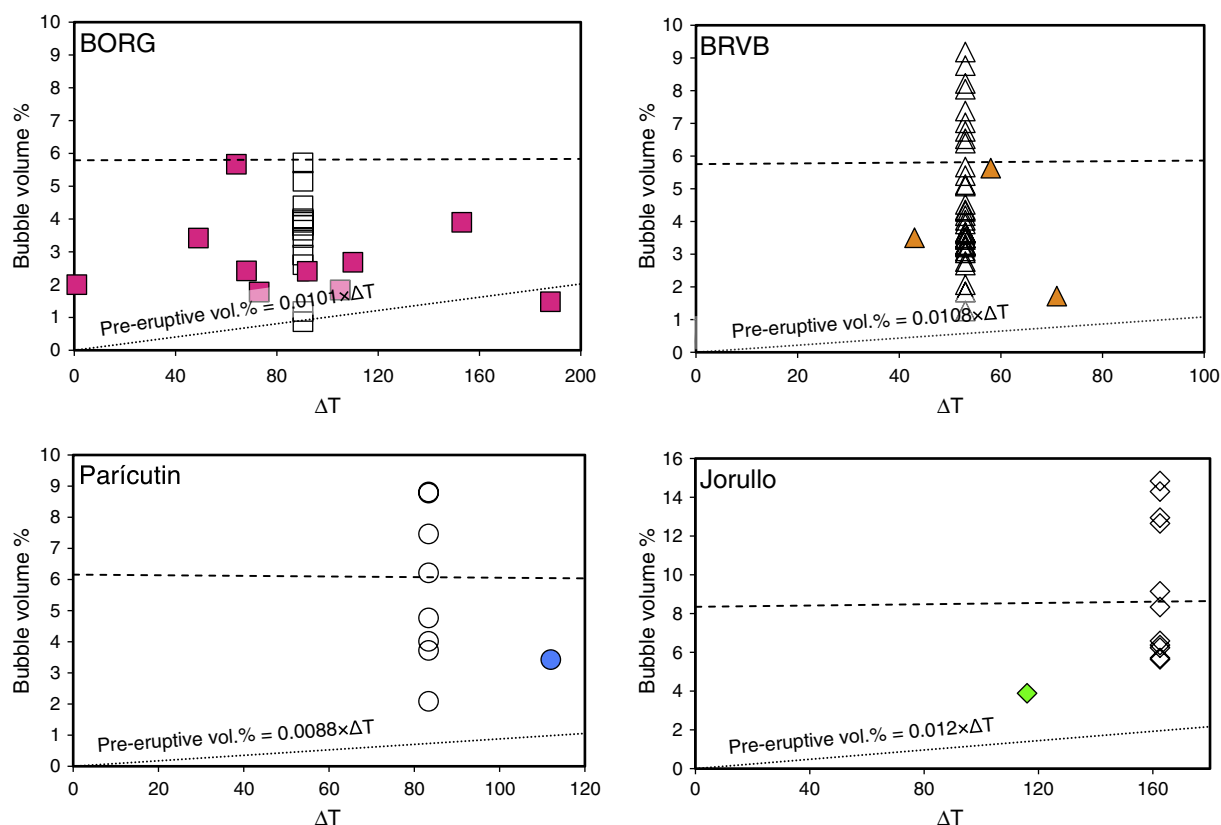 BORG
Bubble volume %
10
9
8
7
6
5
4
3
2
1
0
Pre-eruptive vol.% = 0.0101×ΔT
0 40 80 120 160 200
ΔT
BRVB
Bubble volume %
10
9
8
7
6
5
4
3
2
1
0
Pre-eruptive vol.% = 0.0108×ΔT
0 20 40 60 80 100
ΔT
Parícutin
Bubble volume %
10
9
8
7
6
5
4
3
2
1
0
Pre-eruptive vol.% = 0.0088×ΔT
0 20 40 60 80 100 120
ΔT
Jorullo
Bubble volume %
16
14
12
10
8
6
4
2
0
Pre-eruptive vol.% = 0.012×ΔT
0 40 80 120 160
ΔT